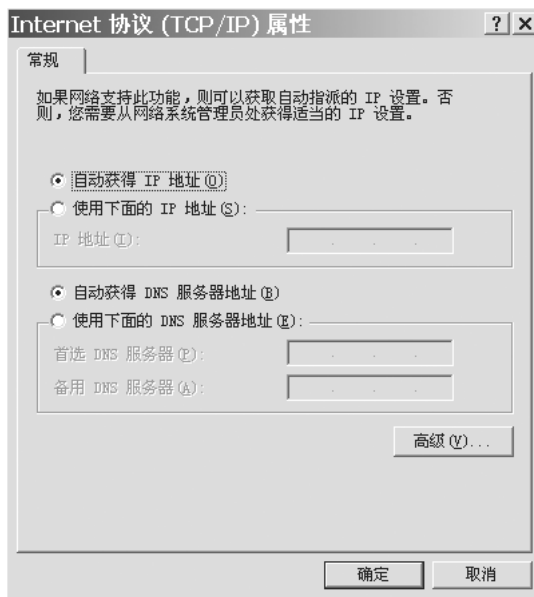 Internet 协议 (TCP/IP) 属性
常规
如果网络支持此功能，则可以获取自动指派的 IP 设置。否
则，您需要从网络系统管理员处获得适当的 IP 设置。
自动获得 IP 地址(O)
使用下面的 IP 地址(S):
IP 地址(I):
自动获得 DNS 服务器地址(B)
使用下面的 DNS 服务器地址(E):
首选 DNS 服务器(P):
备用 DNS 服务器(A):
高级(V)...
确定
取消